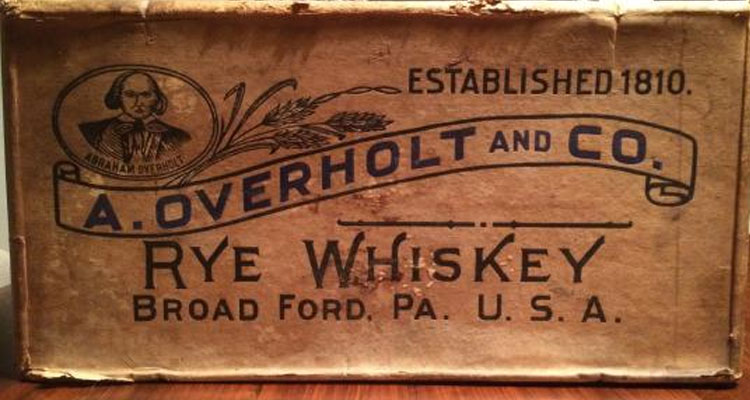 ESTABLISHED 1810.
ABRAHAM OVERHOLT
A. OVERHOLT AND CO.
RYE WHISKEY
BROAD FORD, PA. U. S. A.